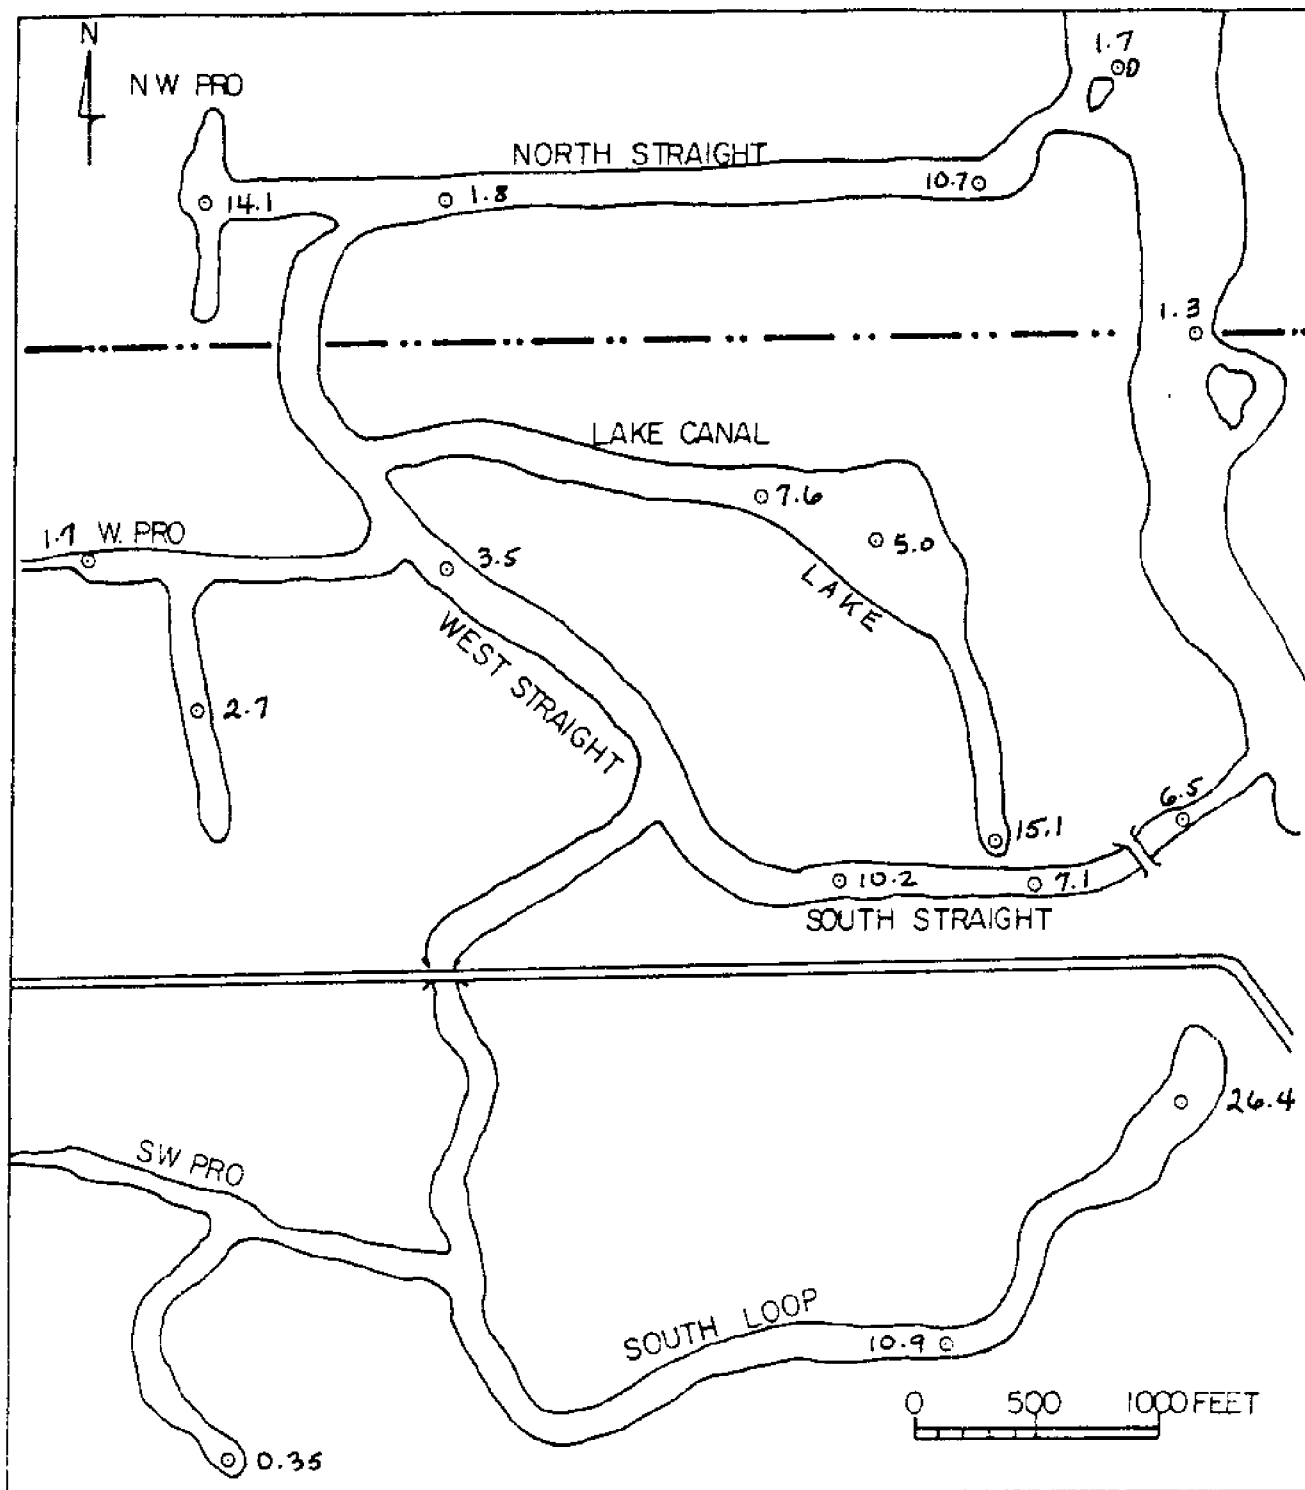 N
1.7
NW PRO
NORTH STRAIGHT
14.1
1.8
10.7
1.3
LAKE CANAL
7.6
1.7
W. PRO
3.5
5.0
LAKE
WEST STRAIGHT
2.7
6.5
15.1
10.2
7.1
SOUTH STRAIGHT
26.4
SW PRO
SOUTH LOOP
10.9
0 500 1000 FEET
0.35